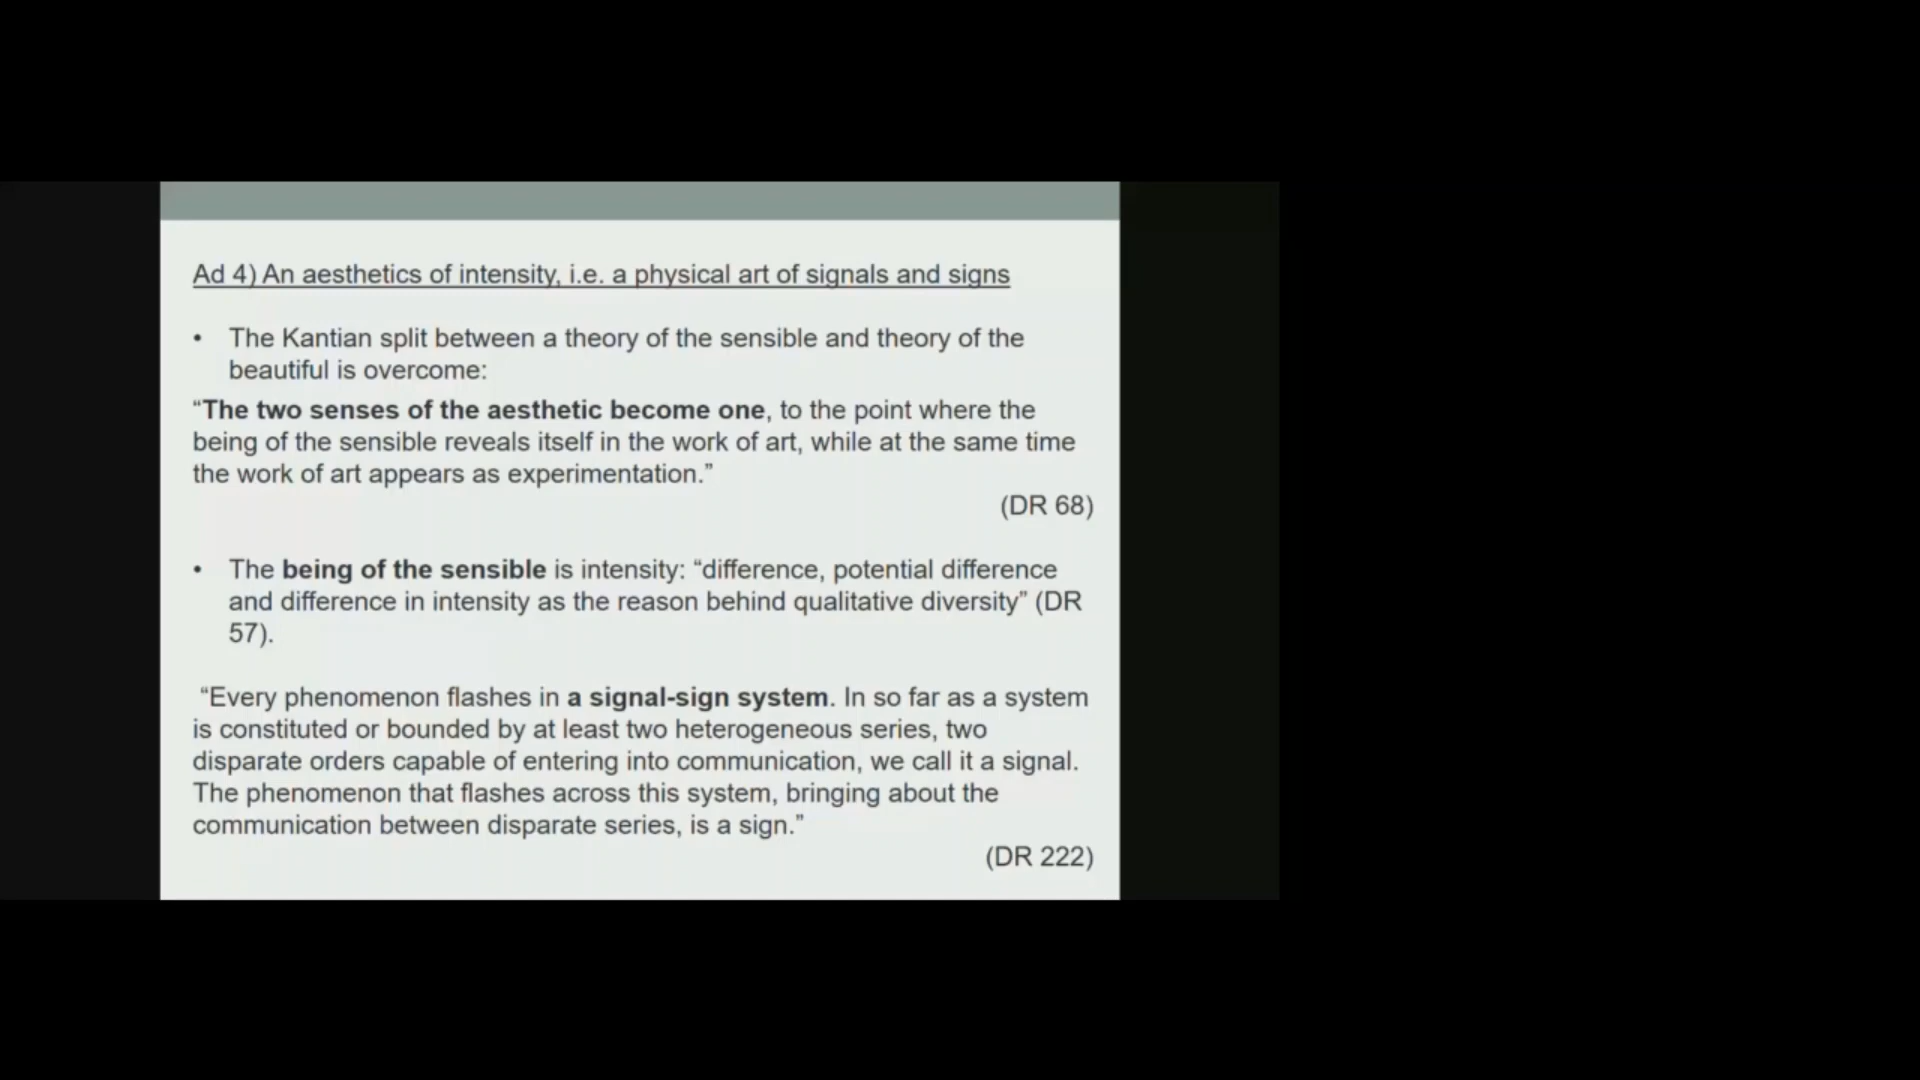 Ad 4) An aesthetics of intensity, i.e. a physical art of signals and signs
• The Kantian split between a theory of the sensible and theory of the
beautiful is overcome:
“The two senses of the aesthetic become one, to the point where the
being of the sensible reveals itself in the work of art, while at the same time
the work of art appears as experimentation.”
(DR 68)
• The being of the sensible is intensity: “difference, potential difference
and difference in intensity as the reason behind qualitative diversity” (DR
57).
“Every phenomenon flashes in a signal-sign system. In so far as a system
is constituted or bounded by at least two heterogeneous series, two
disparate orders capable of entering into communication, we call it a signal.
The phenomenon that flashes across this system, bringing about the
communication between disparate series, is a sign.”
(DR 222)